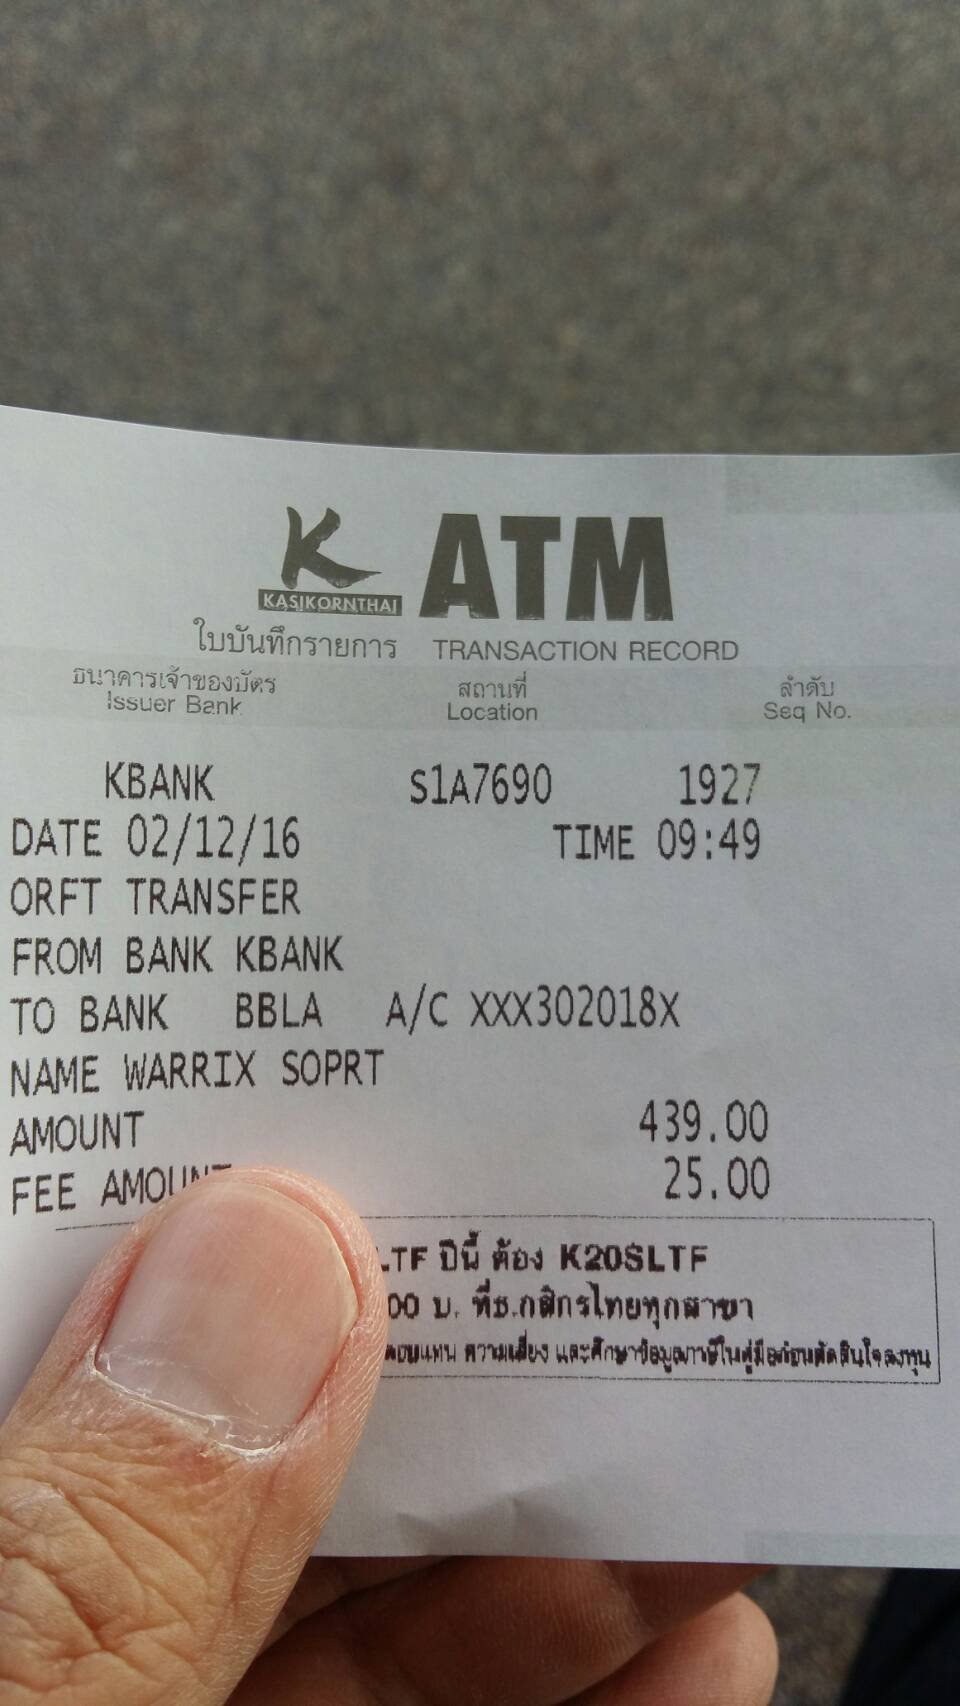 K ATM
KASIKORNTHAI
ใบบันทึกรายการ TRANSACTION RECORD
ธนาคารเจ้าของบัตร สถานที่ ลำดับ
Issuer Bank Location Seq No.
KBANK S1A7690 1927
DATE 02/12/16 TIME 09:49
ORFT TRANSFER
FROM BANK KBANK
TO BANK BBLA A/C XXX302018X
NAME WARRIX SOPRT
AMOUNT 439.00
FEE AMOUNT 25.00
LTF ปีนี้ ต้อง K20SLTF
00 บ. ที่ธ.กสิกรไทยทุกสาขา
ตอบแทน ความเสี่ยง และศึกษาข้อมูลภาษีในคู่มือก่อนตัดสินใจลงทุน